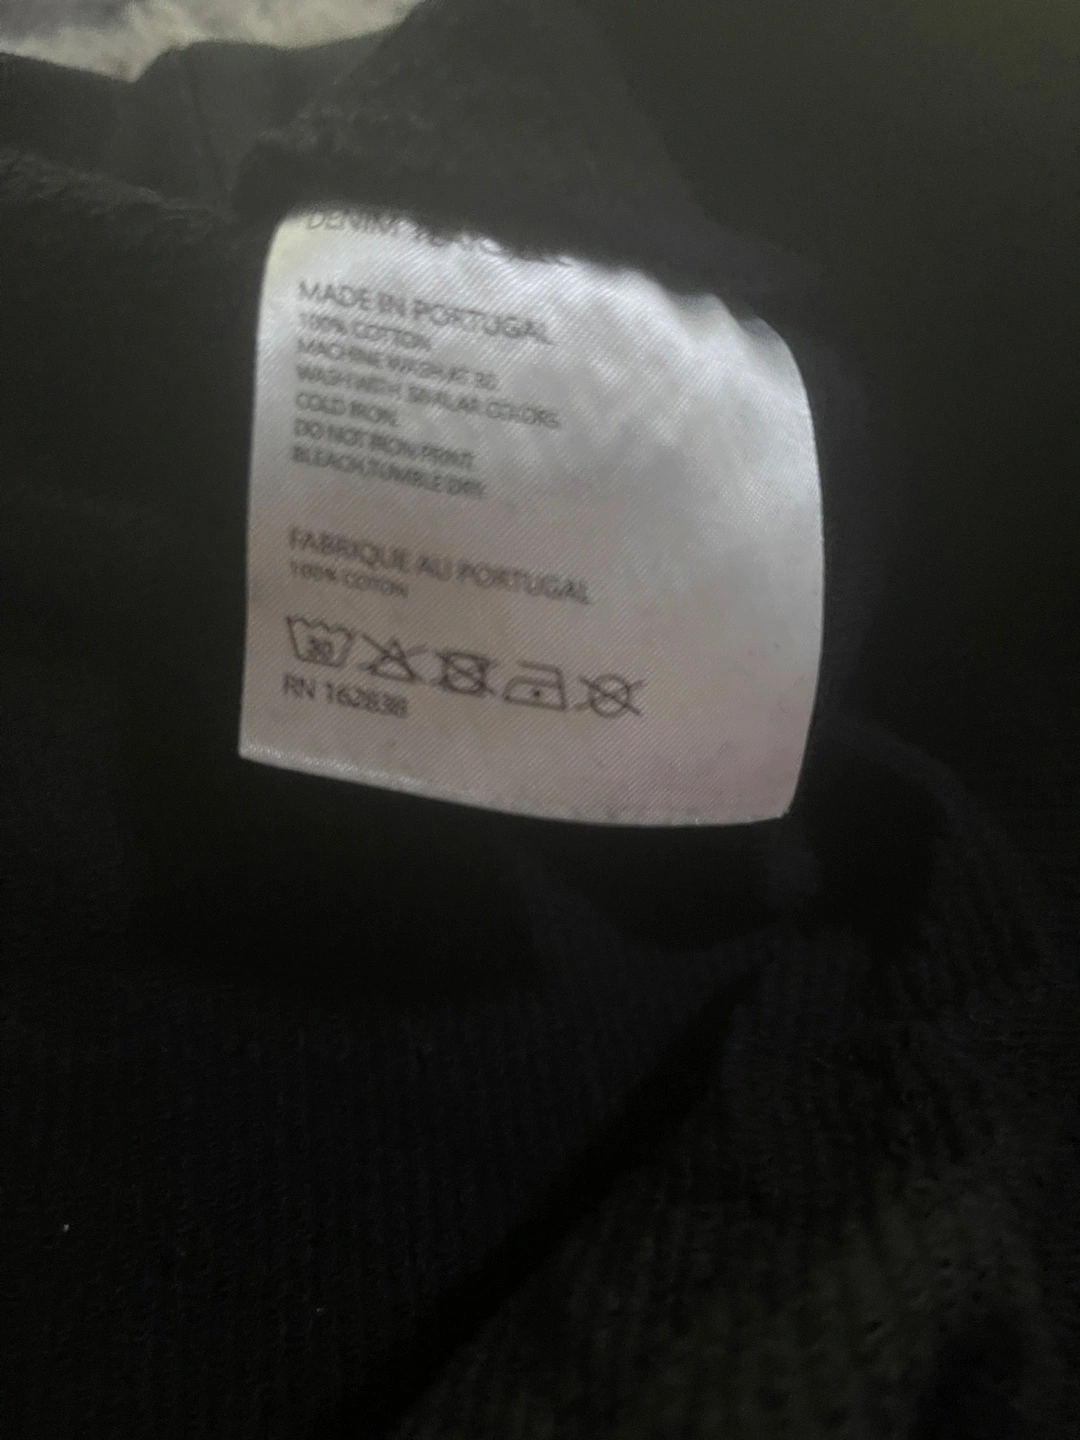 DENIM
MADE IN PORTUGAL
100% COTTON
MACHINE WASH AT 30
WASH WITH SIMILAR COLORS
COLD IRON.
DO NOT IRON PRINT.
BLEACH.TUMBLE DRY
FABRIQUE AU PORTUGAL
100% COTON
30
RN 162838